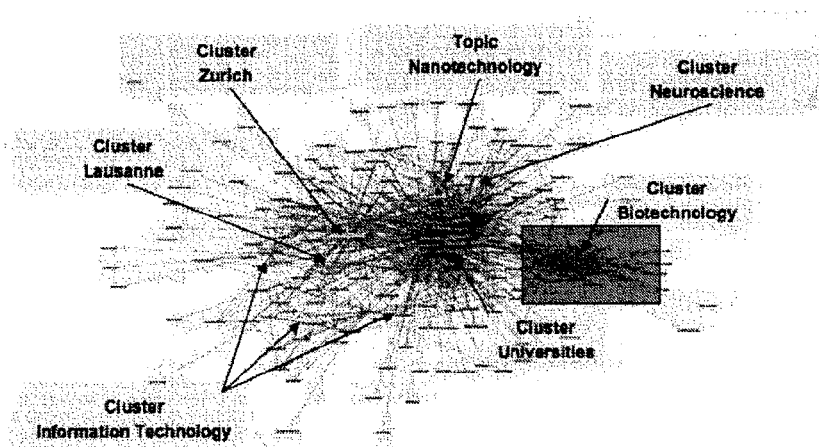 Cluster
Zurich
Topic
Nanotechnology
Cluster
Neuroscience
Cluster
Lausanne
Cluster
Biotechnology
Cluster
Universities
Cluster
Information Technology